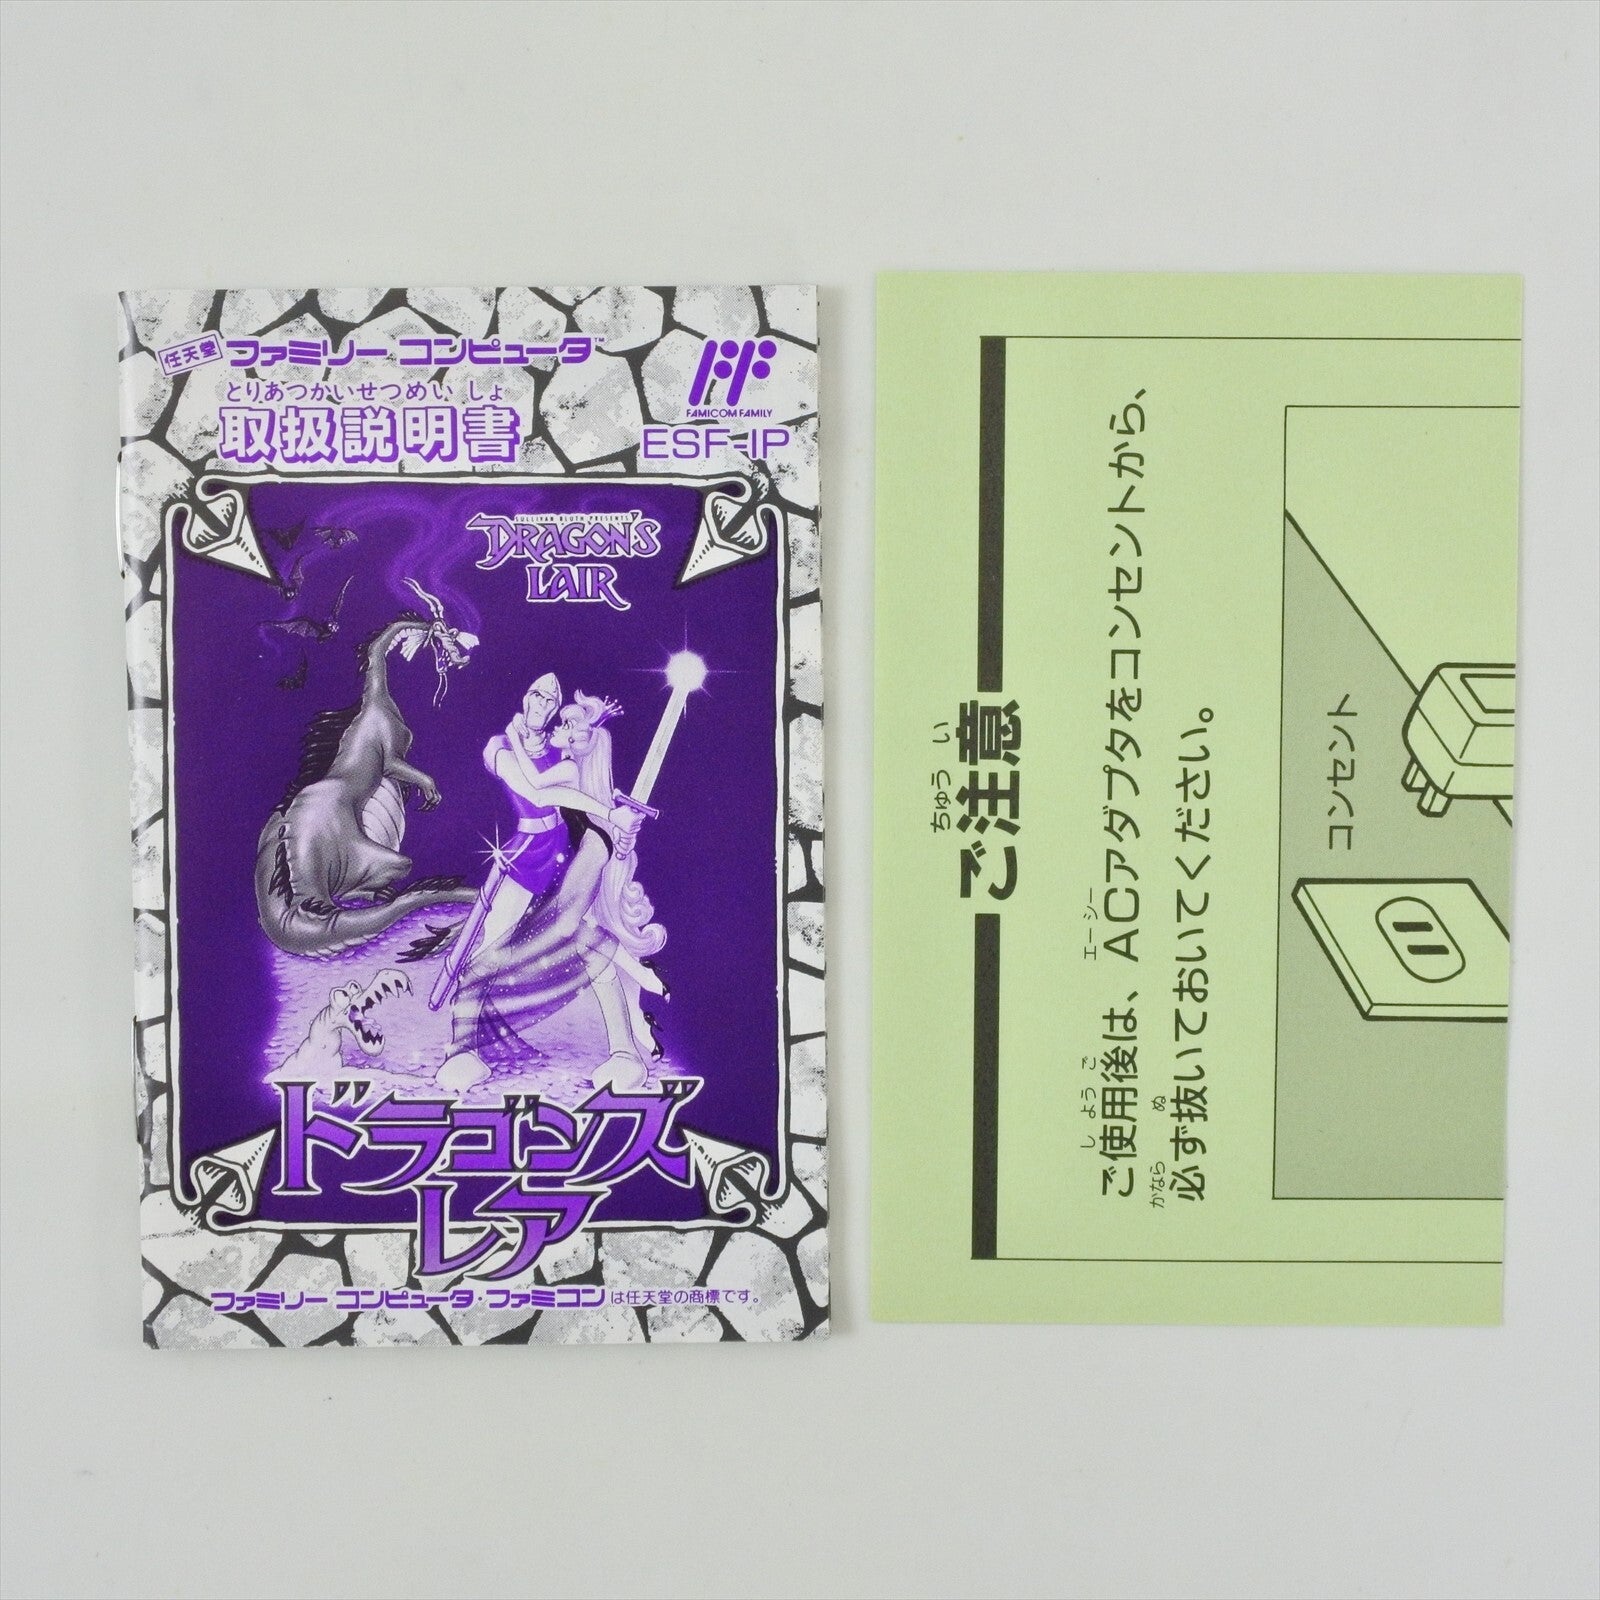 任天堂 ファミリー コンピュータ™
とりあつかいせつめいしょ
取扱説明書
FAMICOM FAMILY
ESF-IP
SULLIVAN BLUTH PRESENTS
DRAGON'S
LAIR
ドラゴンズ
レア
ファミリー コンピュータ・ファミコンは任天堂の商標です。
ちゅうい
ご注意
しようご エーシー
ご使用後は、ACアダプタをコンセントから、
かなら ぬ
必ず抜いておいてください。
コンセント